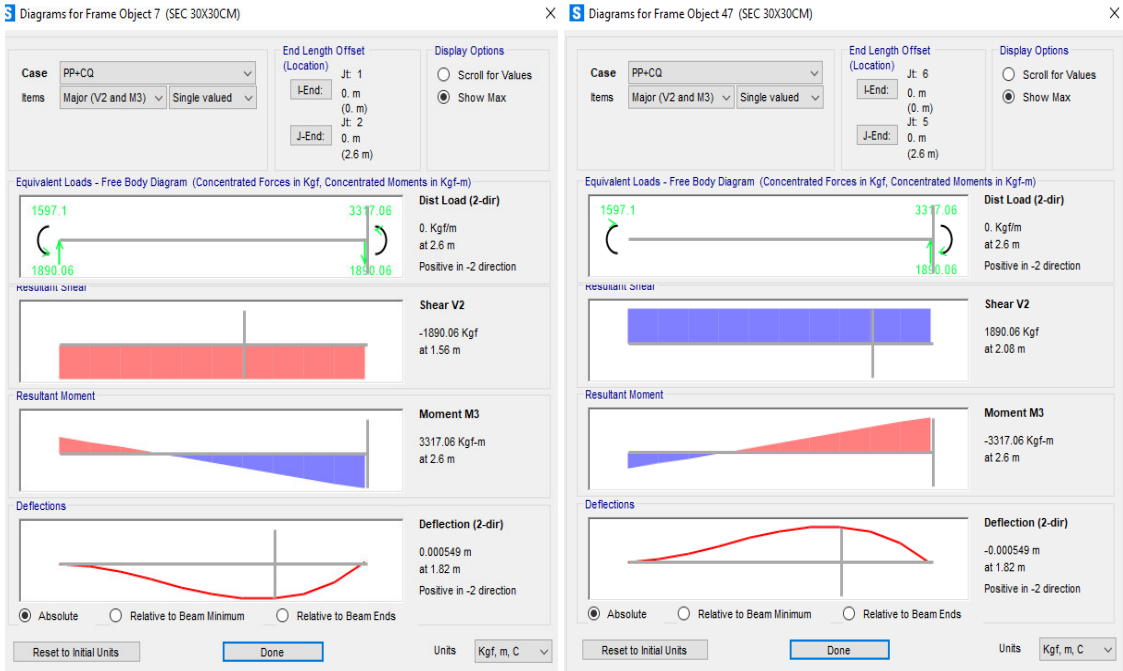 Diagrams for Frame Object 7 (SEC 30X30CM)
Case PP+CQ
Items Major (V2 and M3) Single valued
End Length Offset
(Location)
Jt: 1
I-End: 0. m
(0. m)
Jt: 2
J-End: 0. m
(2.6 m)
Display Options
Scroll for Values
Show Max
Equivalent Loads - Free Body Diagram (Concentrated Forces in Kgf, Concentrated Moments in Kgf-m)
1597.1 3317.06
1890.06 1890.06
Dist Load (2-dir)
0. Kgf/m
at 2.6 m
Positive in -2 direction
Resultant Shear
Shear V2
-1890.06 Kgf
at 1.56 m
Resultant Moment
Moment M3
3317.06 Kgf-m
at 2.6 m
Deflections
Deflection (2-dir)
0.000549 m
at 1.82 m
Positive in -2 direction
Absolute Relative to Beam Minimum Relative to Beam Ends
Reset to Initial Units Done Units Kgf, m, C
Diagrams for Frame Object 47 (SEC 30X30CM)
Case PP+CQ
Items Major (V2 and M3) Single valued
End Length Offset
(Location)
Jt: 6
I-End: 0. m
(0. m)
Jt: 5
J-End: 0. m
(2.6 m)
Display Options
Scroll for Values
Show Max
Equivalent Loads - Free Body Diagram (Concentrated Forces in Kgf, Concentrated Moments in Kgf-m)
1597.1 3317.06
1890.06
Dist Load (2-dir)
0. Kgf/m
at 2.6 m
Positive in -2 direction
Resultant Shear
Shear V2
1890.06 Kgf
at 2.08 m
Resultant Moment
Moment M3
-3317.06 Kgf-m
at 2.6 m
Deflections
Deflection (2-dir)
-0.000549 m
at 1.82 m
Positive in -2 direction
Absolute Relative to Beam Minimum Relative to Beam Ends
Reset to Initial Units Done Units Kgf, m, C